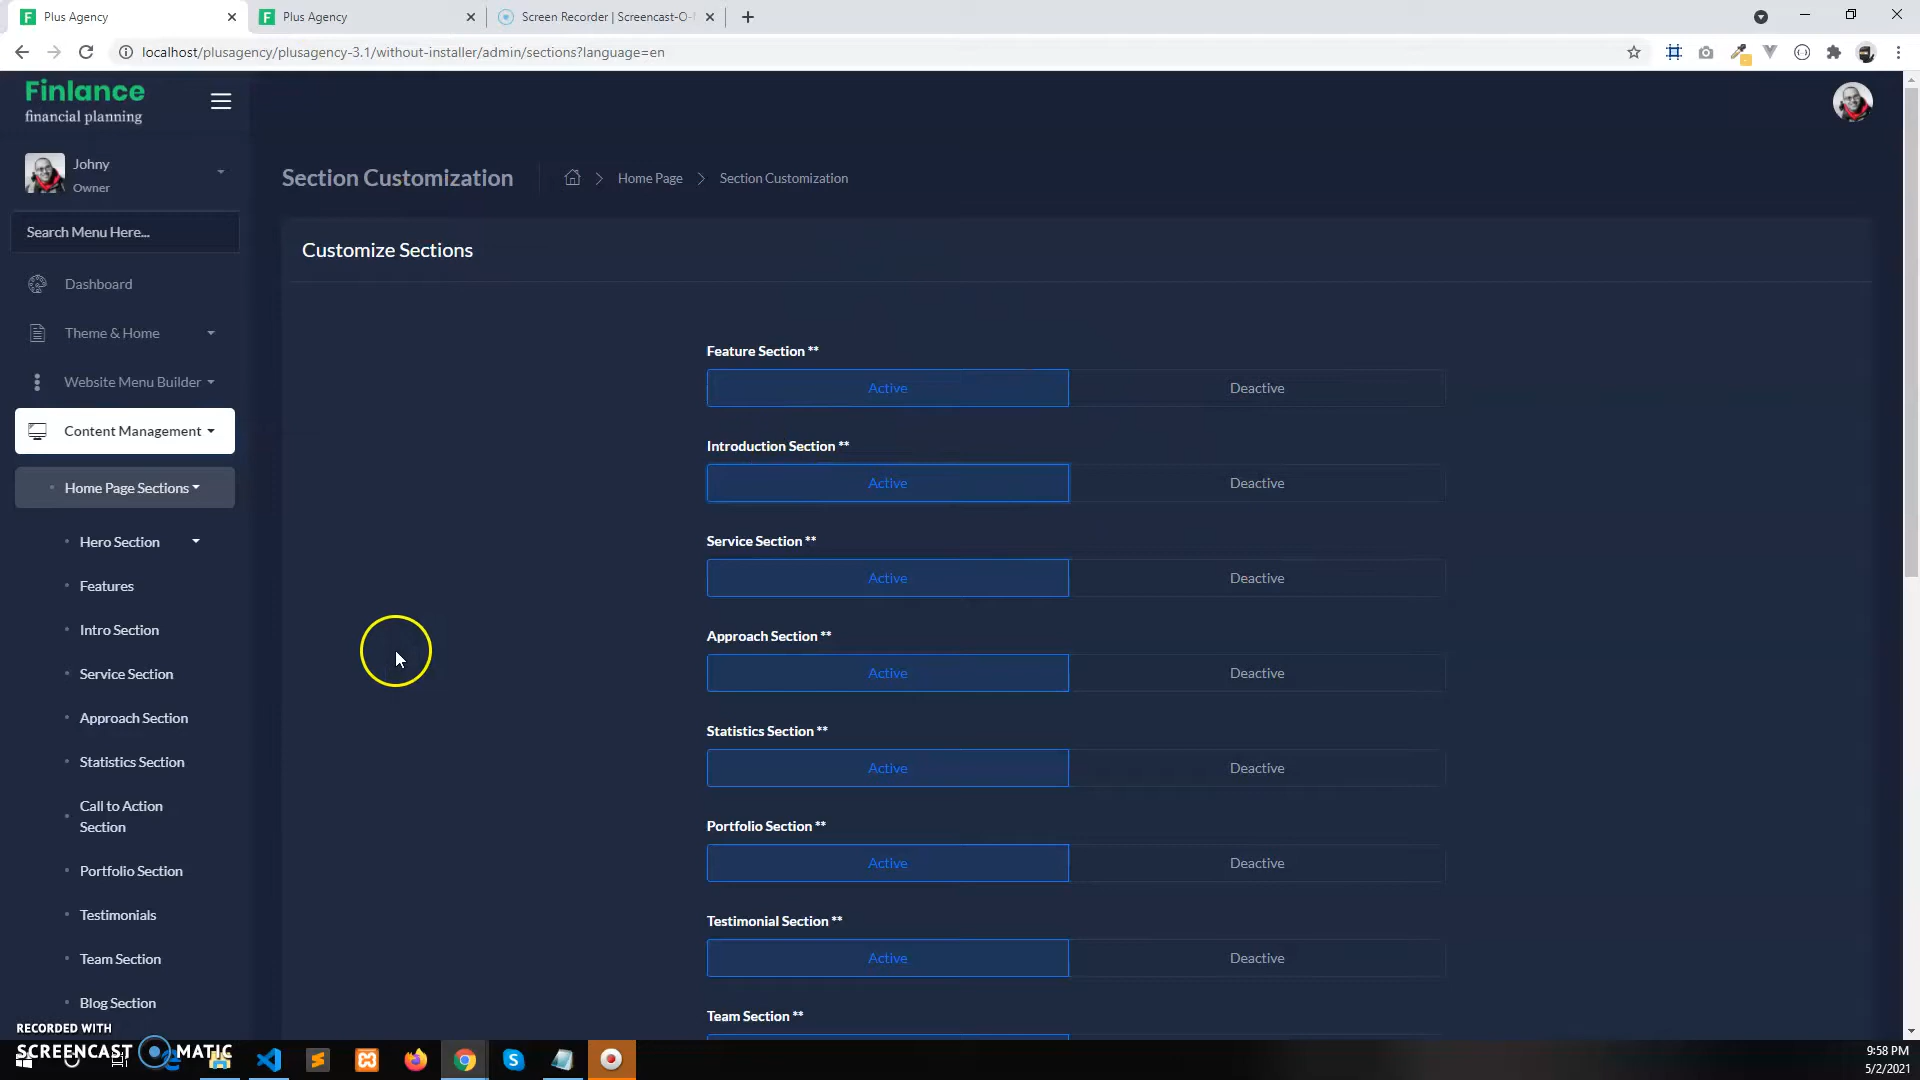 Plus Agency
Plus Agency
Screen Recorder | Screencast-O-
localhost/plusagency/plusagency-3.1/without-installer/admin/sections?language=en
Finlance
financial planning
Johny
Owner
Search Menu Here...
Dashboard
Theme & Home
Website Menu Builder
Content Management
Home Page Sections
Hero Section
Features
Intro Section
Service Section
Approach Section
Statistics Section
Call to Action
Section
Portfolio Section
Testimonials
Team Section
Blog Section
Section Customization
Home Page
Section Customization
Customize Sections
Feature Section **
Active
Deactive
Introduction Section **
Active
Deactive
Service Section **
Active
Deactive
Approach Section **
Active
Deactive
Statistics Section **
Active
Deactive
Portfolio Section **
Active
Deactive
Testimonial Section **
Active
Deactive
Team Section **
RECORDED WITH
SCREENCAST MATIC
9:58 PM
5/2/2021